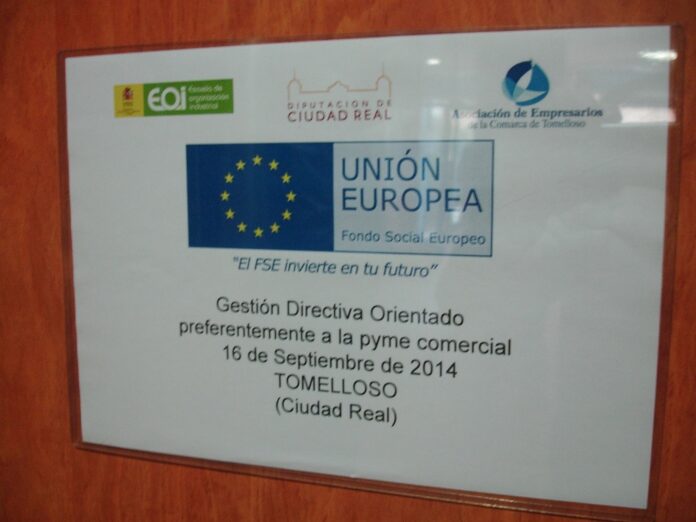 EOi Escuela de
organización
industrial
DIPUTACIÓN DE
CIUDAD REAL
Asociación de Empresarios
de la Comarca de Tomelloso
UNIÓN
EUROPEA
Fondo Social Europeo
"El FSE invierte en tu futuro"
Gestión Directiva Orientado
preferentemente a la pyme comercial
16 de Septiembre de 2014
TOMELLOSO
(Ciudad Real)